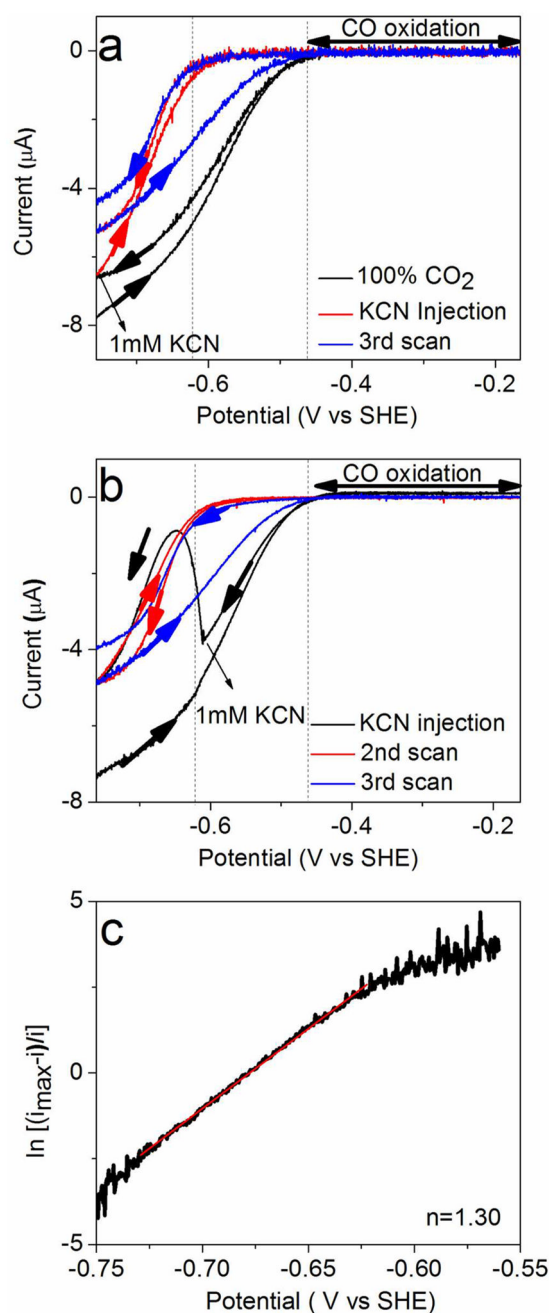 a
CO oxidation
0
-4
-8
Current (μA)
100% CO2
KCN Injection
3rd scan
1mM KCN
-0.6
-0.4
-0.2
Potential (V vs SHE)
b
CO oxidation
0
-4
-8
Current (μA)
1mM KCN
KCN injection
2nd scan
3rd scan
-0.6
-0.4
-0.2
Potential ( V vs SHE)
c
5
0
-5
ln [(imax-i)/i]
n=1.30
-0.75
-0.70
-0.65
-0.60
-0.55
Potential ( V vs SHE)